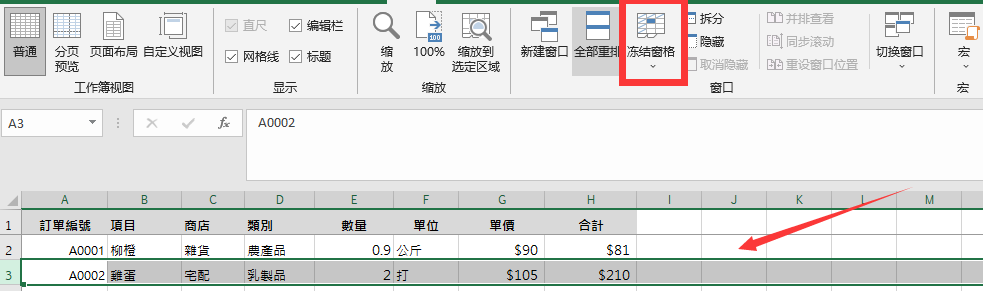 普通
分页预览
页面布局
自定义视图
工作簿视图
直尺
编辑栏
网格线
标题
显示
缩放
100%
100
缩放到选定区域
缩放
新建窗口
全部重排
冻结窗格
拆分
隐藏
取消隐藏
并排查看
同步滚动
重设窗口位置
切换窗口
窗口
宏
宏
A3
fx
A0002
A B C D E F G H I J K L M
1 訂單編號 項目 商店 類別 數量 單位 單價 合計
2 A0001 柳橙 雜貨 農產品 0.9 公斤 $90 $81
3 A0002 雞蛋 宅配 乳製品 2 打 $105 $210